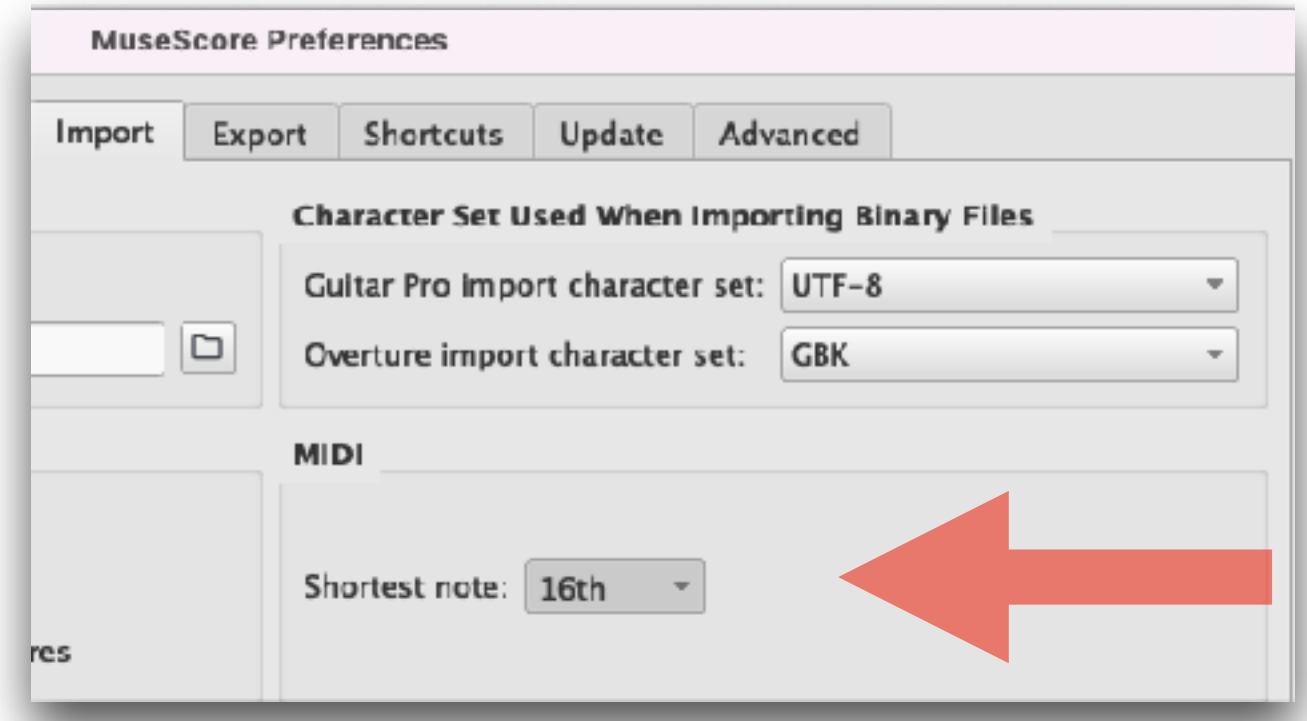 MuseScore Preferences
Import Export Shortcuts Update Advanced
Character Set Used When Importing Binary Files
Guitar Pro import character set: UTF-8
Overture import character set: GBK
MIDI
Shortest note: 16th
res